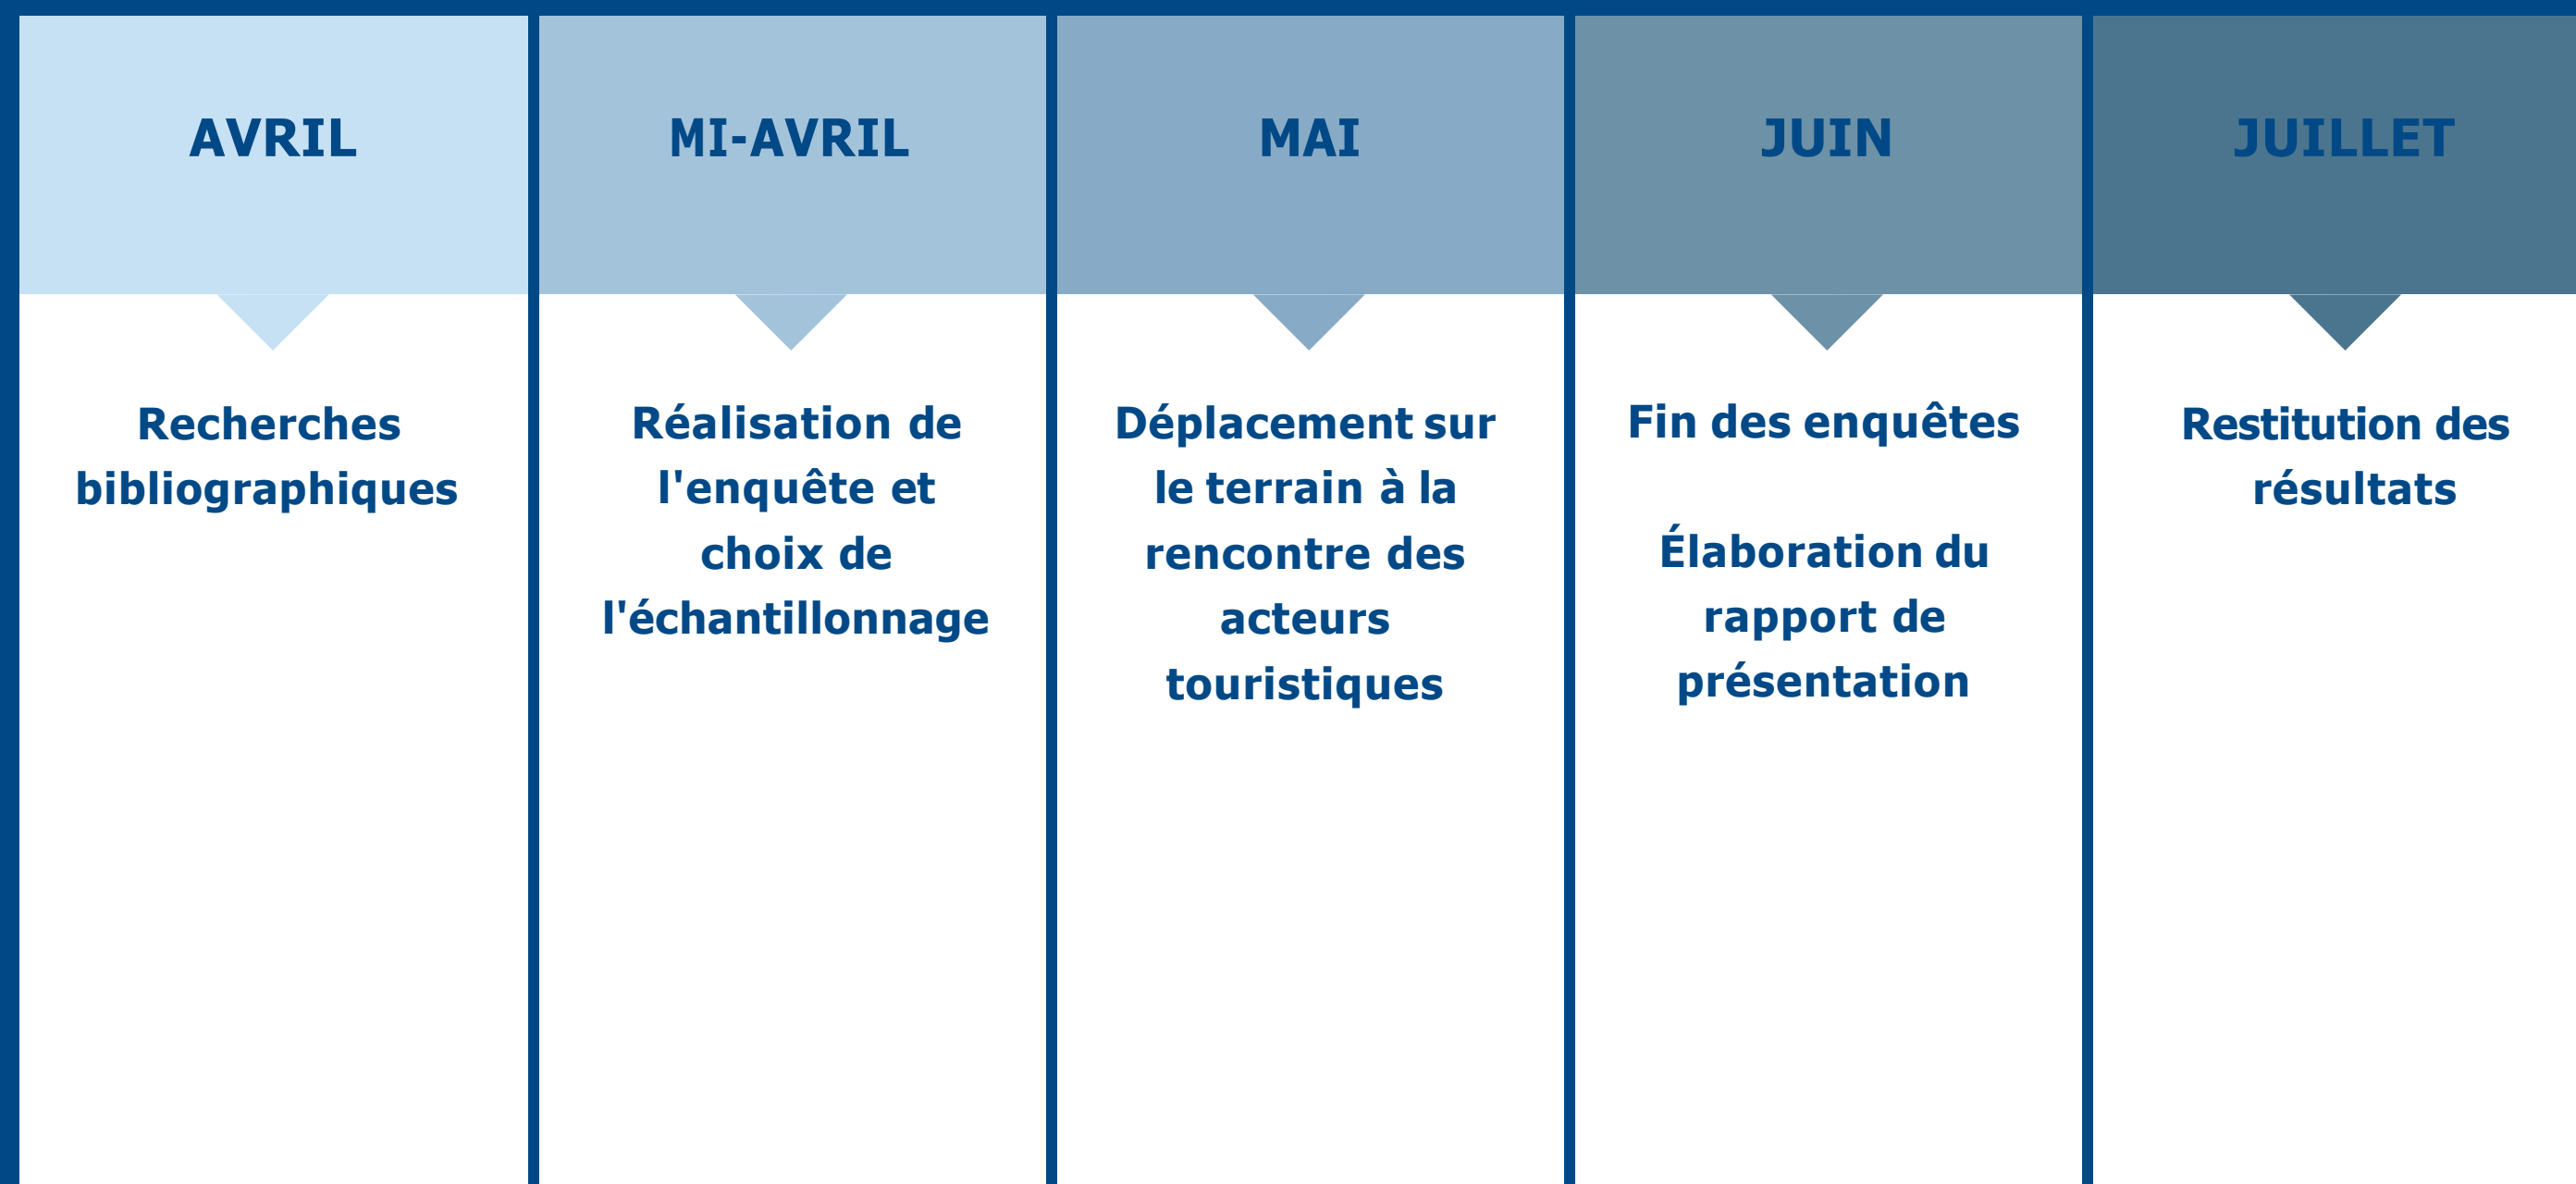 AVRIL
Recherches
bibliographiques
MI-AVRIL
Réalisation de
l'enquête et
choix de
l'échantillonnage
MAI
Déplacement sur
le terrain à la
rencontre des
acteurs
touristiques
JUIN
Fin des enquêtes
Élaboration du
rapport de
présentation
JUILLET
Restitution des
résultats